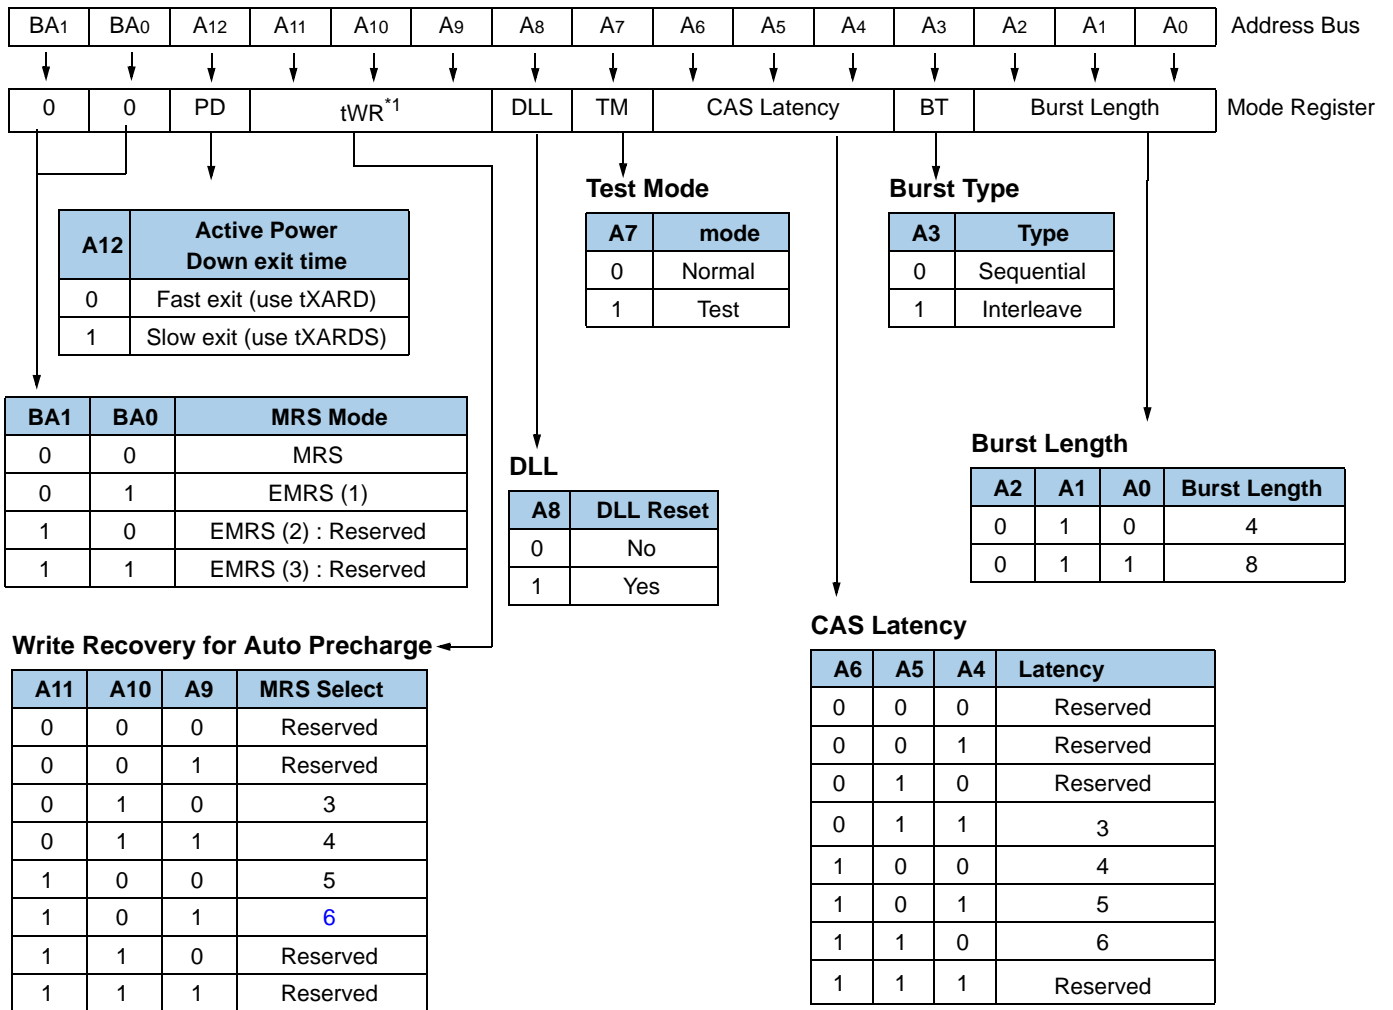 BA1 BA0 A12 A11 A10 A9 A8 A7 A6 A5 A4 A3 A2 A1 A0 Address Bus
0 0 PD tWR*1 DLL TM CAS Latency BT Burst Length Mode Register
A12 Active Power Down exit time
0 Fast exit (use tXARD)
1 Slow exit (use tXARDS)
Test Mode
A7 mode
0 Normal
1 Test
Burst Type
A3 Type
0 Sequential
1 Interleave
BA1 BA0 MRS Mode
0 0 MRS
0 1 EMRS (1)
1 0 EMRS (2) : Reserved
1 1 EMRS (3) : Reserved
DLL
A8 DLL Reset
0 No
1 Yes
Burst Length
A2 A1 A0 Burst Length
0 1 0 4
0 1 1 8
Write Recovery for Auto Precharge
A11 A10 A9 MRS Select
0 0 0 Reserved
0 0 1 Reserved
0 1 0 3
0 1 1 4
1 0 0 5
1 0 1 6
1 1 0 Reserved
1 1 1 Reserved
CAS Latency
A6 A5 A4 Latency
0 0 0 Reserved
0 0 1 Reserved
0 1 0 Reserved
0 1 1 3
1 0 0 4
1 0 1 5
1 1 0 6
1 1 1 Reserved